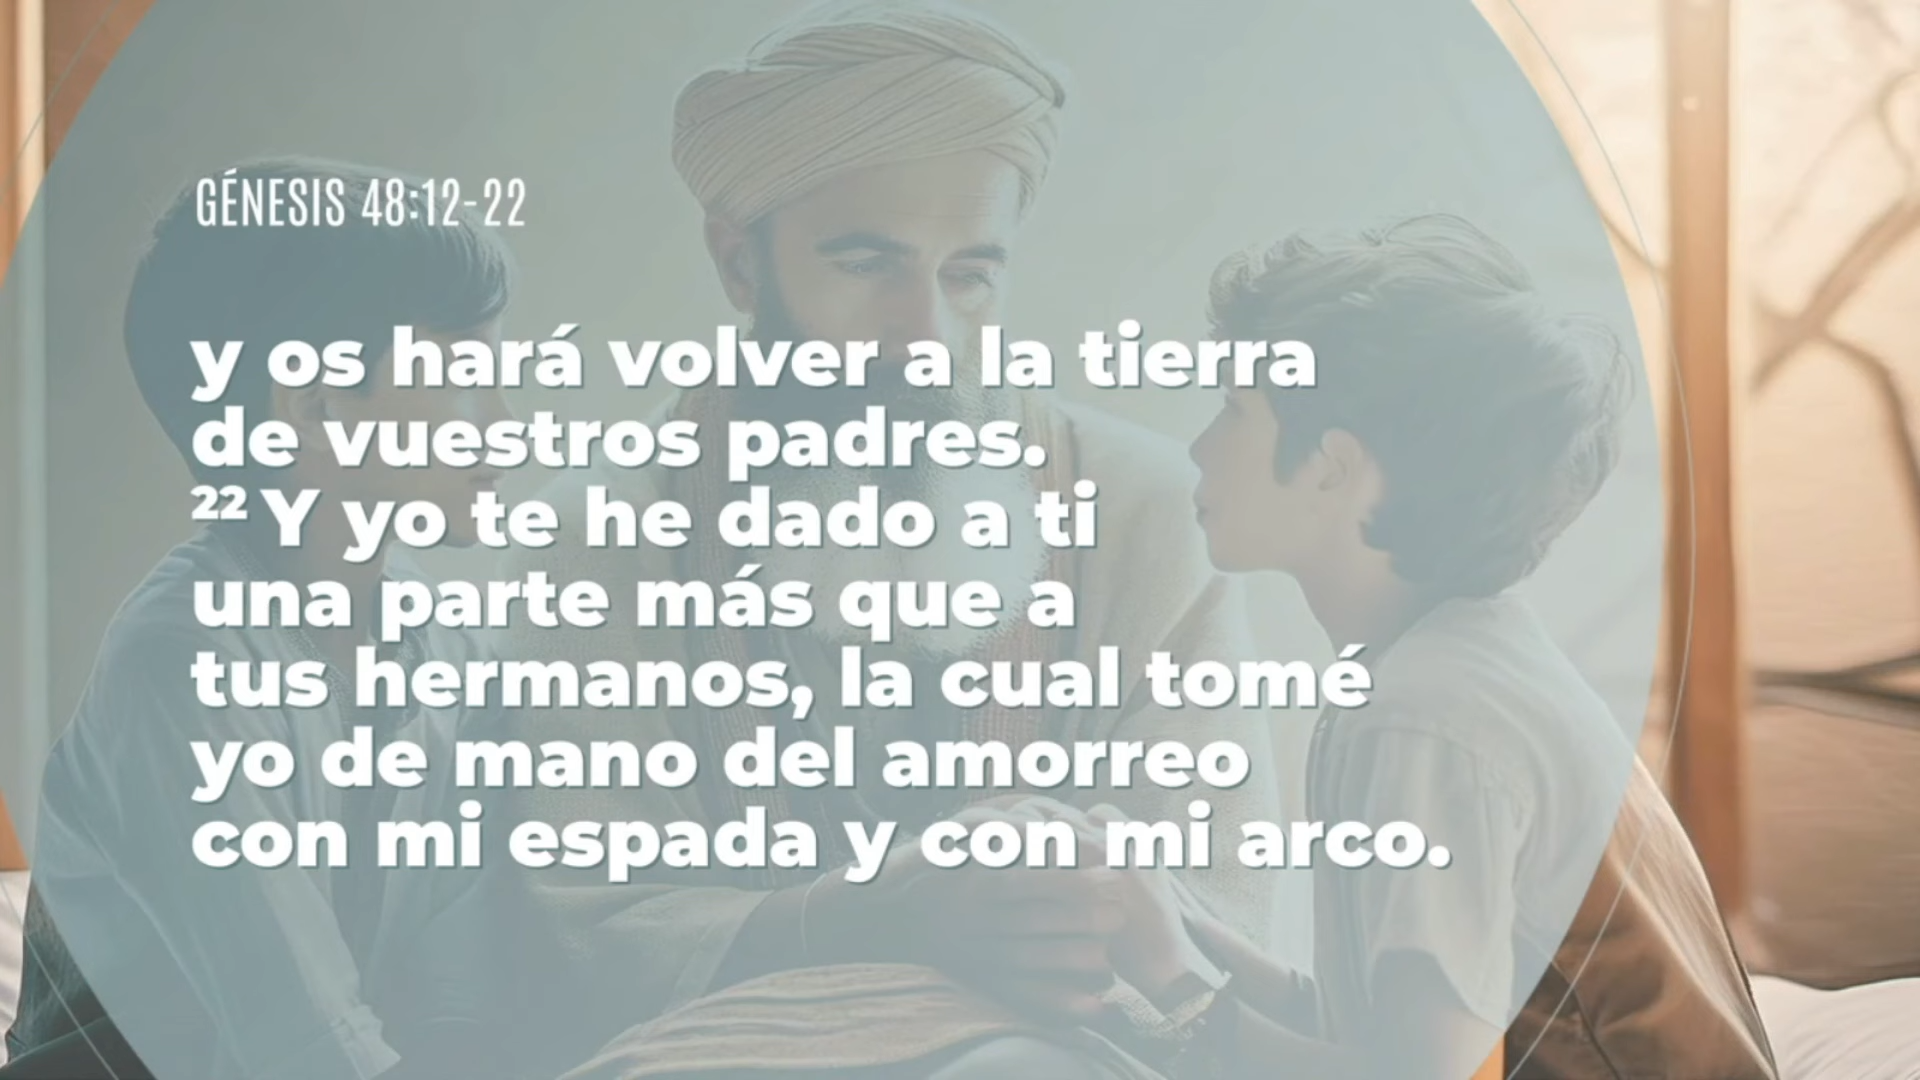 GÉNESIS 48:12-22
y os hará volver a la tierra
de vuestros padres.
²² Y yo te he dado a ti
una parte más que a
tus hermanos, la cual tomé
yo de mano del amorreo
con mi espada y con mi arco.